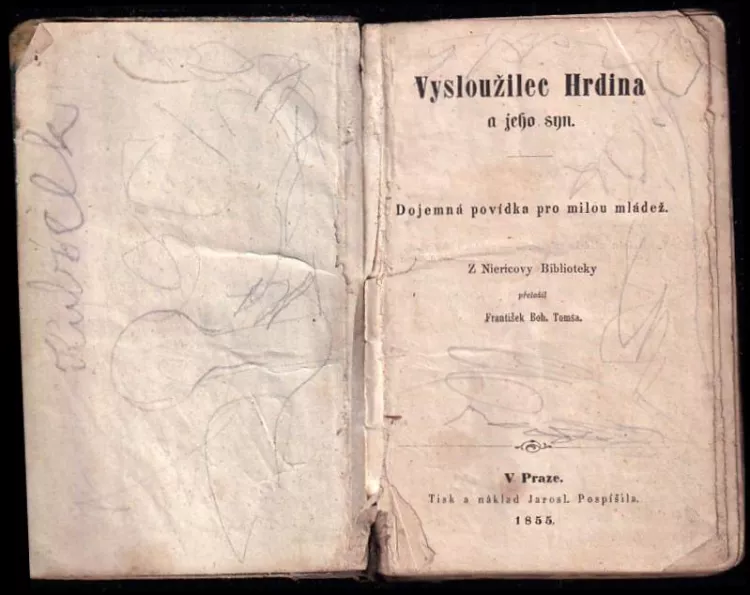 Vysloužilec Hrdina
a jeho syn.
Dojemná povídka pro milou mládež.
Z Niericovy Biblioteky
přeložil
František Boh. Tomša.
V Praze.
Tisk a náklad Jarosl. Pospíšila.
1855.